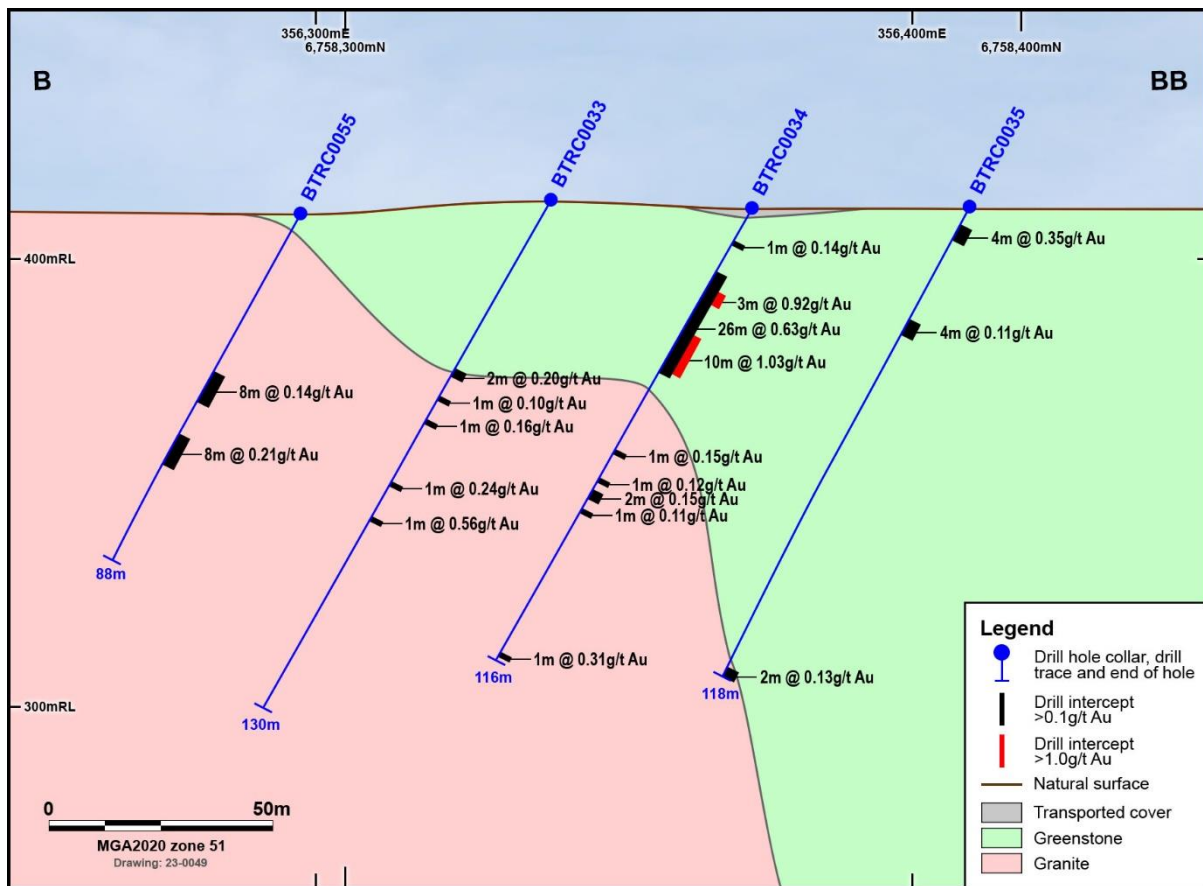 356,300mE
6,758,300mN
356,400mE
6,758,400mN
B
BB
BTRC0055
BTRC0033
BTRC0034
BTRC0035
400mRL
1m @ 0.14g/t Au
4m @ 0.35g/t Au
3m @ 0.92g/t Au
26m @ 0.63g/t Au
4m @ 0.11g/t Au
10m @ 1.03g/t Au
8m @ 0.14g/t Au
2m @ 0.20g/t Au
1m @ 0.10g/t Au
1m @ 0.16g/t Au
8m @ 0.21g/t Au
1m @ 0.15g/t Au
1m @ 0.24g/t Au
1m @ 0.12g/t Au
2m @ 0.15g/t Au
1m @ 0.11g/t Au
1m @ 0.56g/t Au
88m
1m @ 0.31g/t Au
116m
2m @ 0.13g/t Au
118m
300mRL
130m
0
50m
MGA2020 zone 51
Drawing: 23-0049
Legend
Drill hole collar, drill
trace and end of hole
Drill intercept
>0.1g/t Au
Drill intercept
>1.0g/t Au
Natural surface
Transported cover
Greenstone
Granite